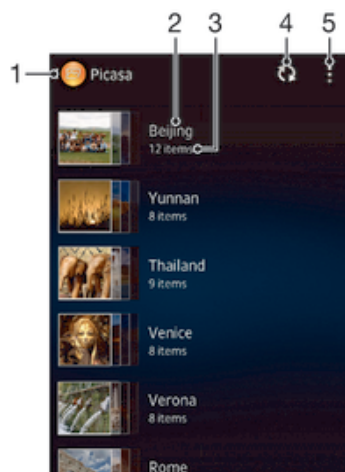 2
3
4
5
1
Picasa
Beijing
12 items
Yunnan
8 items
Thailand
9 items
Venice
8 items
Verona
8 items
Rome